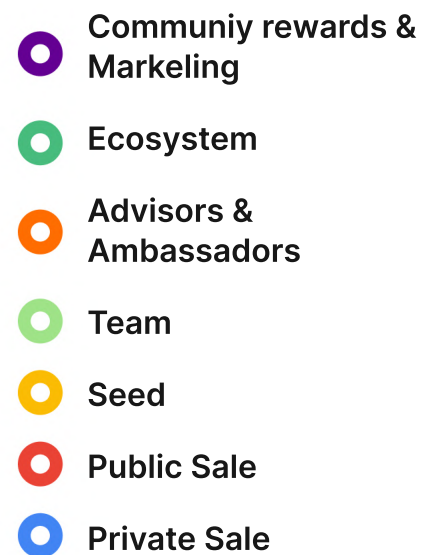 Communiy rewards &
Markeling
Ecosystem
Advisors &
Ambassadors
Team
Seed
Public Sale
Private Sale